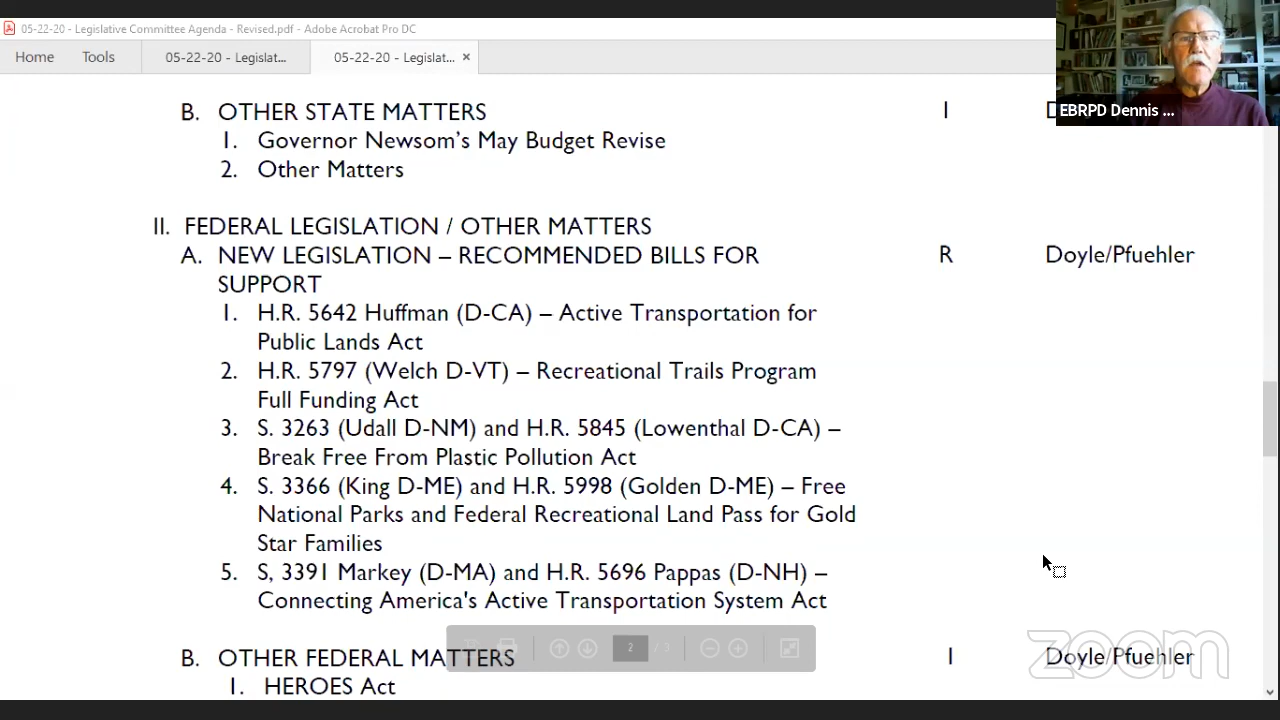 05-22-20 - Legislative Committee Agenda - Revised.pdf - Adobe Acrobat Pro DC
Home Tools 05-22-20 - Legislat... 05-22-20 - Legislat... ×
EBRPD Dennis ...
B. OTHER STATE MATTERS I D
1. Governor Newsom's May Budget Revise
2. Other Matters
II. FEDERAL LEGISLATION / OTHER MATTERS
A. NEW LEGISLATION – RECOMMENDED BILLS FOR R Doyle/Pfuehler
SUPPORT
1. H.R. 5642 Huffman (D-CA) – Active Transportation for
Public Lands Act
2. H.R. 5797 (Welch D-VT) – Recreational Trails Program
Full Funding Act
3. S. 3263 (Udall D-NM) and H.R. 5845 (Lowenthal D-CA) –
Break Free From Plastic Pollution Act
4. S. 3366 (King D-ME) and H.R. 5998 (Golden D-ME) – Free
National Parks and Federal Recreational Land Pass for Gold
Star Families
5. S, 3391 Markey (D-MA) and H.R. 5696 Pappas (D-NH) –
Connecting America's Active Transportation System Act
2 / 3
B. OTHER FEDERAL MATTERS I Doyle/Pfuehler
1. HEROES Act
zoom